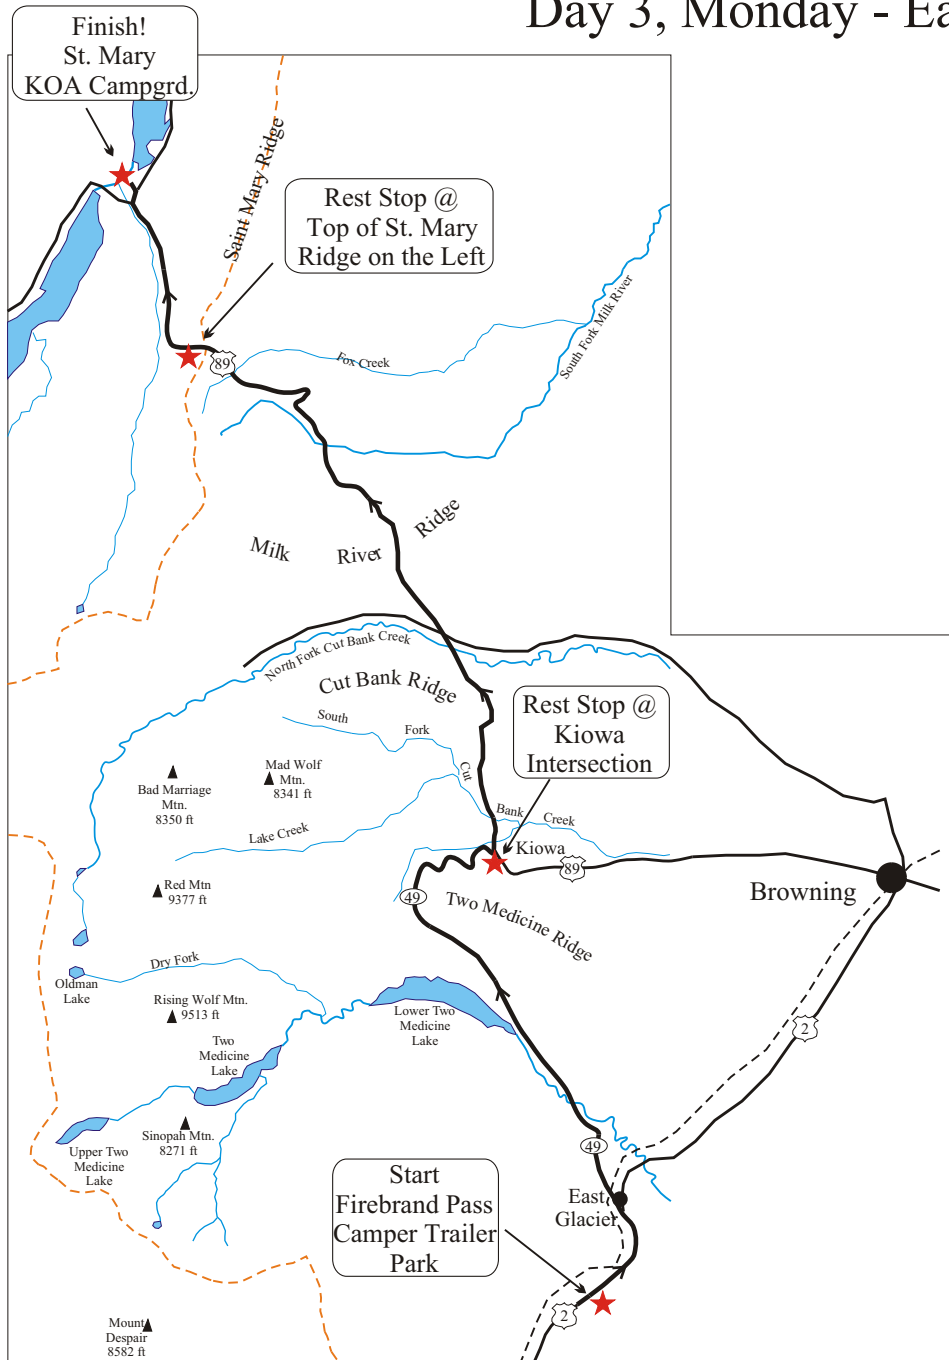 Day 3, Monday - Ea
Finish!
St. Mary
KOA Campgrd.
Saint Mary Ridge
Rest Stop @
Top of St. Mary
Ridge on the Left
South Fork Milk River
89
Fox Creek
Milk River Ridge
North Fork Cut Bank Creek
Cut Bank Ridge
Rest Stop @
Kiowa
Intersection
South Fork Cut Bank Creek
Mad Wolf
Mtn.
8341 ft
Bad Marriage
Mtn.
8350 ft
Lake Creek
Kiowa
89
Browning
Red Mtn
9377 ft
49
Two Medicine Ridge
Dry Fork
Oldman
Lake
Rising Wolf Mtn.
9513 ft
Lower Two
Medicine
Lake
2
Two
Medicine
Lake
Sinopah Mtn.
8271 ft
Upper Two
Medicine
Lake
49
Start
Firebrand Pass
Camper Trailer
Park
East
Glacier
2
Mount
Despair
8582 ft